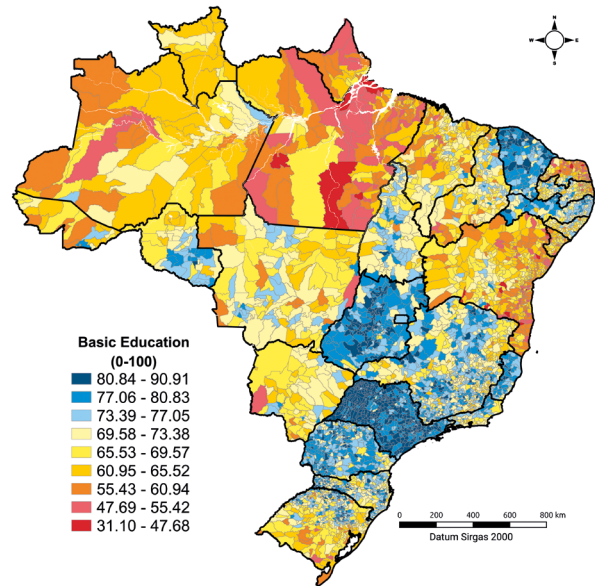 N
W E
S
Basic Education
(0-100)
80.84 - 90.91
77.06 - 80.83
73.39 - 77.05
69.58 - 73.38
65.53 - 69.57
60.95 - 65.52
55.43 - 60.94
47.69 - 55.42
31.10 - 47.68
0 200 400 600 800 km
Datum Sirgas 2000